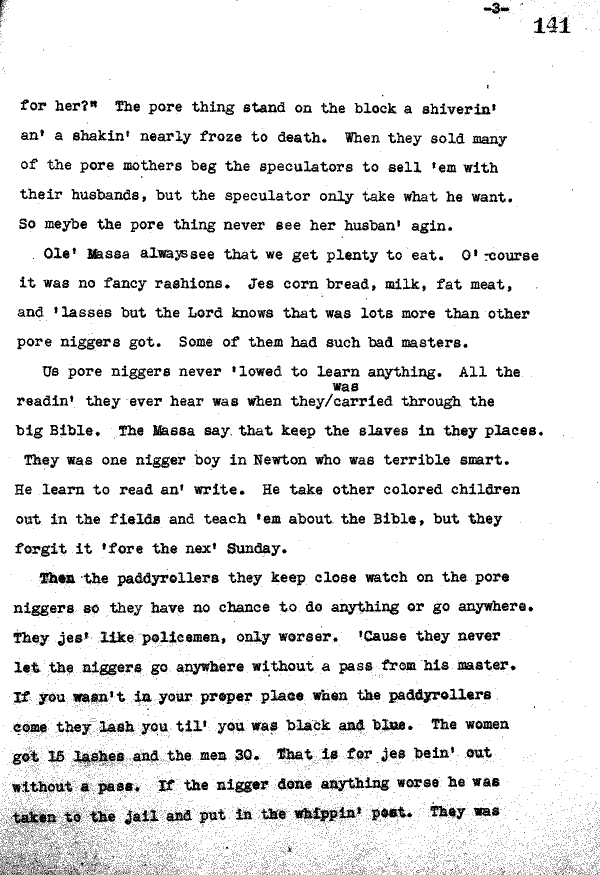 -3-
141
for her?" The pore thing stand on the block a shiverin'
an' a shakin' nearly froze to death. When they sold many
of the pore mothers beg the speculators to sell 'em with
their husbands, but the speculator only take what he want.
So meybe the pore thing never see her husban' agin.
Ole' Massa always see that we get plenty to eat. O' course
it was no fancy rashions. Jes corn bread, milk, fat meat,
and 'lasses but the Lord knows that was lots more than other
pore niggers got. Some of them had such bad masters.
Us pore niggers never 'lowed to learn anything. All the
was
readin' they ever hear was when they/carried through the
big Bible. The Massa say that keep the slaves in they places.
They was one nigger boy in Newton who was terrible smart.
He learn to read an' write. He take other colored children
out in the fields and teach 'em about the Bible, but they
forgit it 'fore the nex' Sunday.
Then the paddyrollers they keep close watch on the pore
niggers so they have no chance to do anything or go anywhere.
They jes' like policemen, only worser. 'Cause they never
let the niggers go anywhere without a pass from his master.
If you wasn't in your proper place when the paddyrollers
come they lash you til' you was black and blue. The women
got 15 lashes and the men 30. That is for jes bein' out
without a pass. If the nigger done anything worse he was
taken to the jail and put in the whippin' post. They was